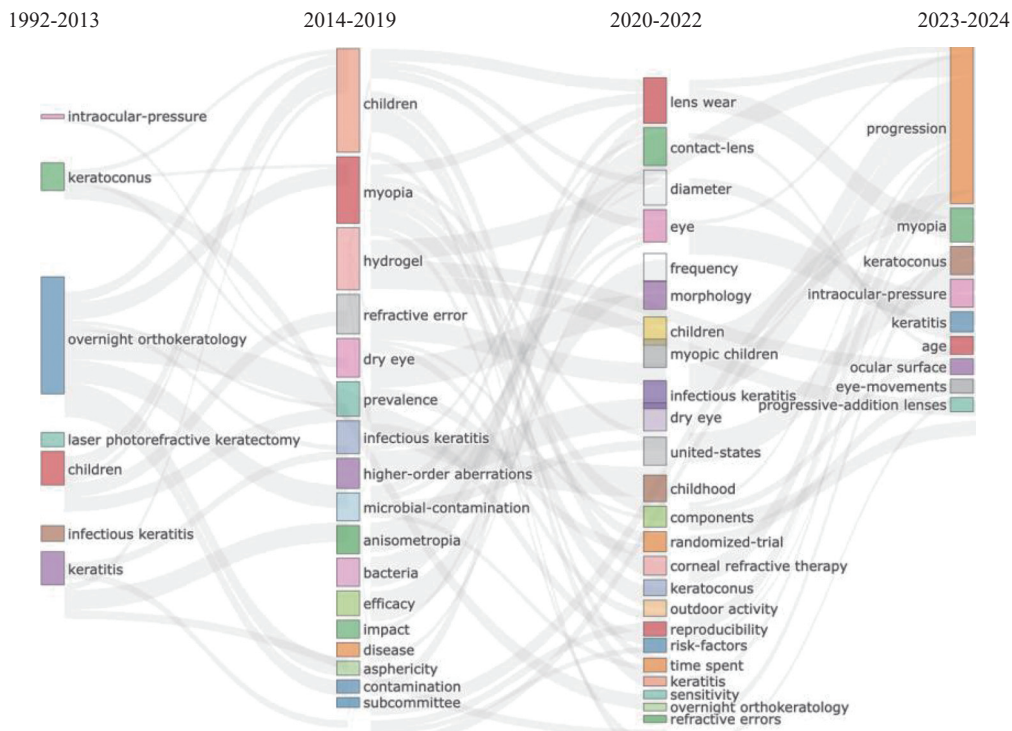 1992-2013
2014-2019
2020-2022
2023-2024
intraocular-pressure
keratoconus
overnight orthokeratology
laser photorefractive keratectomy
children
infectious keratitis
keratitis
children
myopia
hydrogel
refractive error
dry eye
prevalence
infectious keratitis
higher-order aberrations
microbial-contamination
anisometropia
bacteria
efficacy
impact
disease
asphericity
contamination
subcommittee
lens wear
contact-lens
diameter
eye
frequency
morphology
children
myopic children
infectious keratitis
dry eye
united-states
childhood
components
randomized-trial
corneal refractive therapy
keratoconus
outdoor activity
reproducibility
risk-factors
time spent
keratitis
sensitivity
overnight orthokeratology
refractive errors
progression
myopia
keratoconus
intraocular-pressure
keratitis
age
ocular surface
eye-movements
progressive-addition lenses